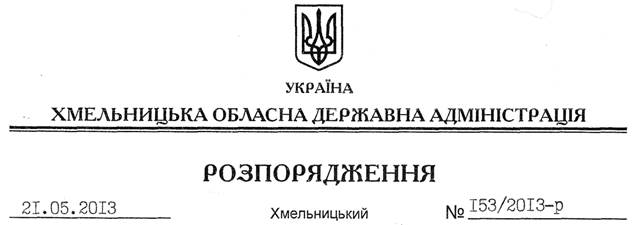 УКРАЇНА
ХМЕЛЬНИЦЬКА ОБЛАСНА ДЕРЖАВНА АДМІНІСТРАЦІЯ
РОЗПОРЯДЖЕННЯ
21.05.2013 Хмельницький № 153/2013-р